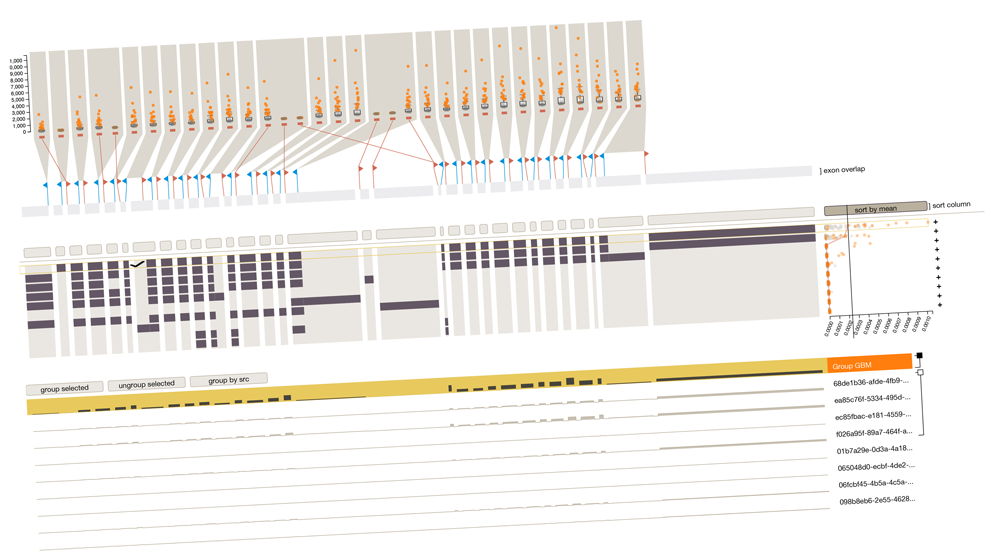 1,000
0,000
9,000
8,000
7,000
6,000
5,000
4,000
3,000
2,000
1,000
0
exon overlap
sort by mean
sort column
+
+
+
+
+
+
+
+
+
+
0.0000
0.0001
0.0002
0.0003
0.0004
0.0005
0.0006
0.0007
0.0008
0.0009
0.0010
group selected
ungroup selected
group by src
Group GBM
68de1b36-afde-4fb9-...
ea85c76f-5334-495d-...
ec85fbac-e181-4559-...
f026a95f-89a7-464f-a...
01b7a29e-0d3a-4a18...
065048d0-ecbf-4de2-...
06fcbf45-4b5a-4c5a-...
098b8eb6-2e55-4628...